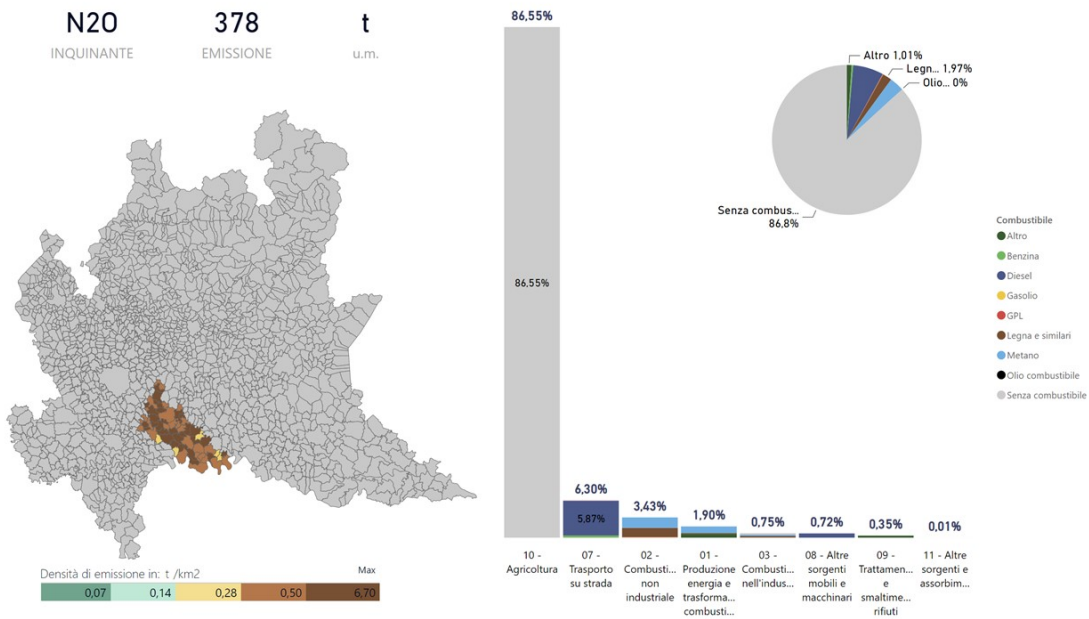 N2O
INQUINANTE
378
EMISSIONE
t
u.m.
Densità di emissione in: t /km2
Max
0,07
0,14
0,28
0,50
6,70
86,55%
86,55%
6,30%
5,87%
3,43%
1,90%
0,75%
0,72%
0,35%
0,01%
10 -
Agricoltura
07 -
Trasporto
su strada
02 -
Combusti...
non
industriale
01 -
Produzione
energia e
trasforma...
combusti...
03 -
Combusti...
nell'indus...
08 - Altre
sorgenti
mobili e
macchinari
09 -
Trattamen...
e
smaltime...
rifiuti
11 - Altre
sorgenti e
assorbim...
Altro 1,01%
Legn... 1,97%
Olio... 0%
Senza combus...
86,8%
Combustibile
Altro
Benzina
Diesel
Gasolio
GPL
Legna e similari
Metano
Olio combustibile
Senza combustibile